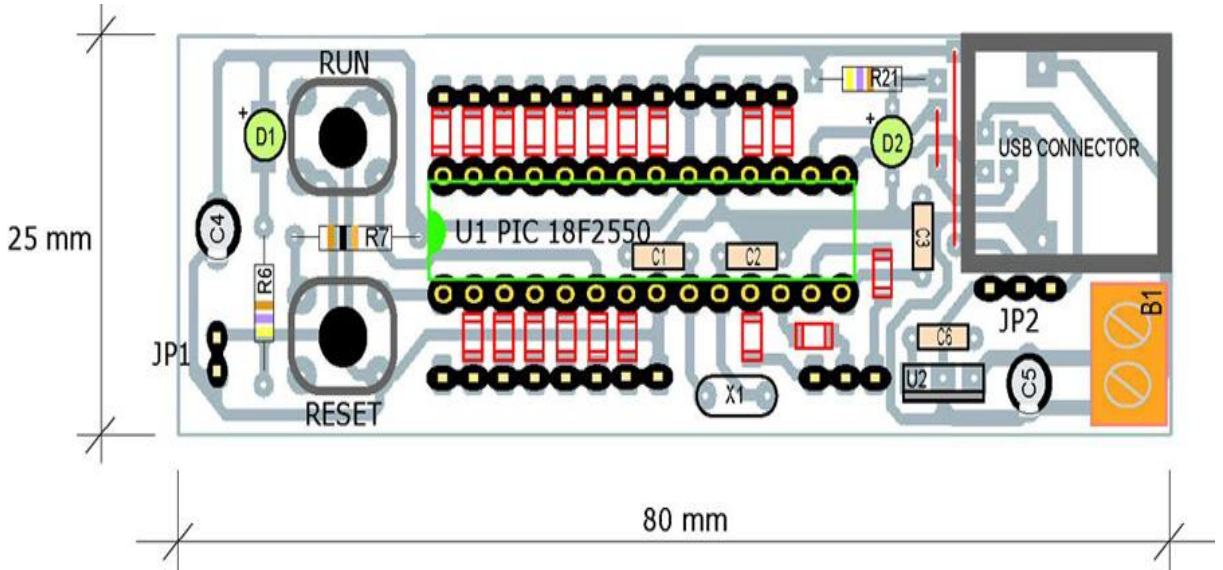 RUN
R21
+
D1
+
D2
USB CONNECTOR
C4
25 mm
R7
U1 PIC 18F2550
C1
C2
C3
R6
B1
JP2
JP1
C6
U2
C5
X1
RESET
80 mm